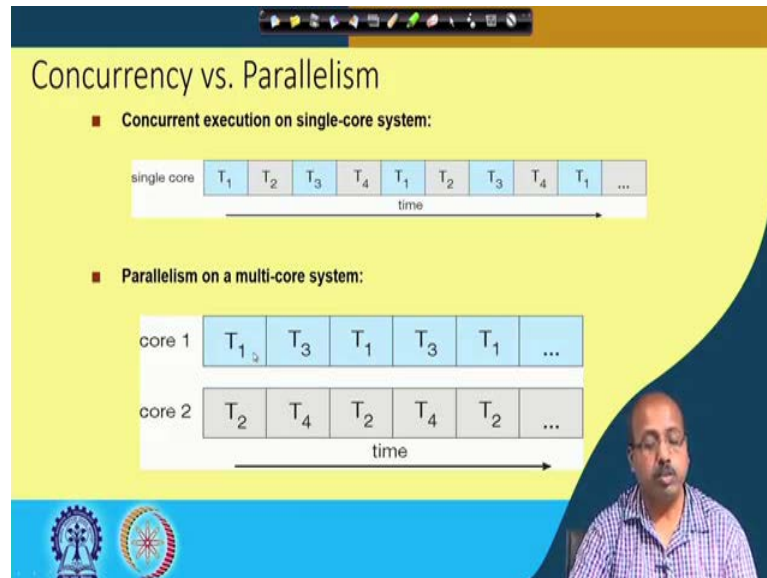 Concurrency vs. Parallelism
Concurrent execution on single-core system:
single core T₁ T₂ T₃ T₄ T₁ T₂ T₃ T₄ T₁ ...
time
Parallelism on a multi-core system:
core 1 T₁ T₃ T₁ T₃ T₁ ...
core 2 T₂ T₄ T₂ T₄ T₂ ...
time